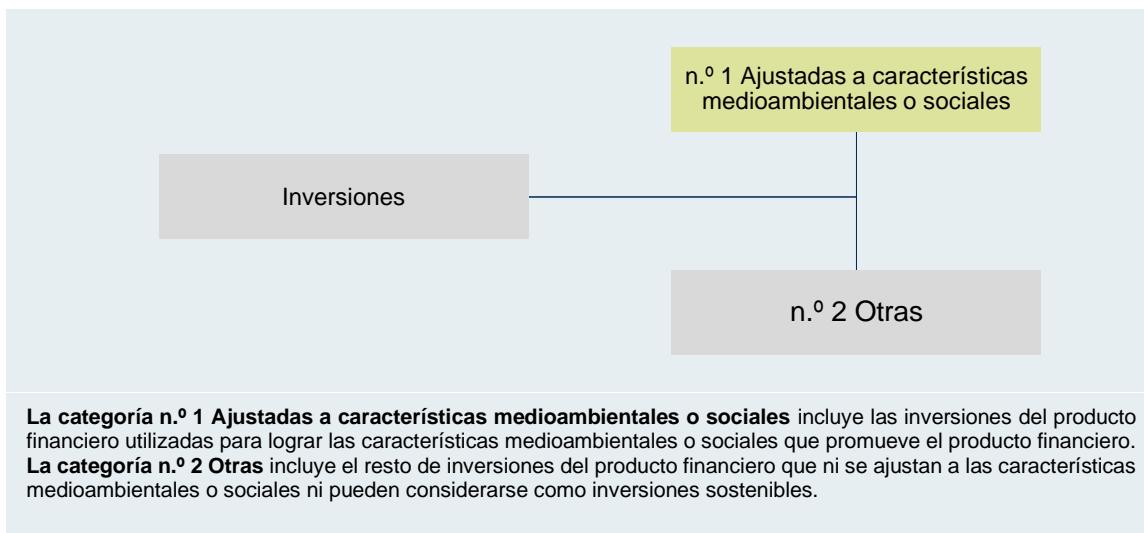 n.º 1 Ajustadas a características
medioambientales o sociales
Inversiones
n.º 2 Otras
La categoría n.º 1 Ajustadas a características medioambientales o sociales incluye las inversiones del producto
financiero utilizadas para lograr las características medioambientales o sociales que promueve el producto financiero.
La categoría n.º 2 Otras incluye el resto de inversiones del producto financiero que ni se ajustan a las características
medioambientales o sociales ni pueden considerarse como inversiones sostenibles.